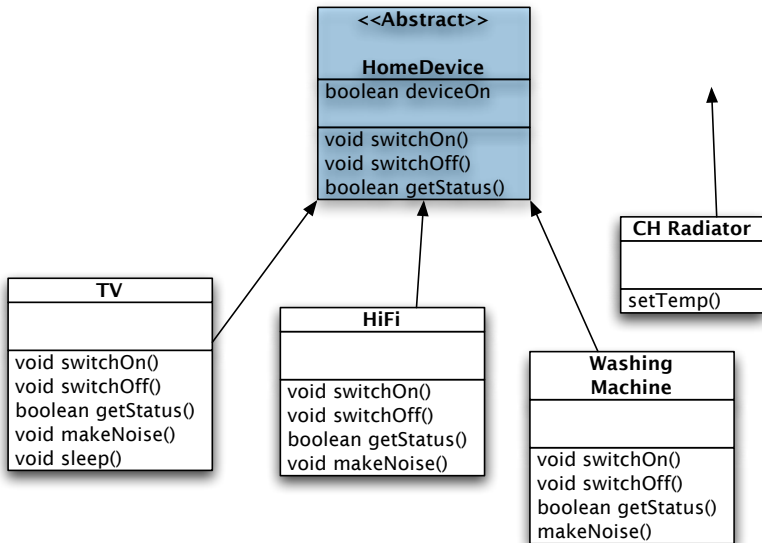 <<Abstract>>
HomeDevice
boolean deviceOn
void switchOn()
void switchOff()
boolean getStatus()
CH Radiator
setTemp()
TV
void switchOn()
void switchOff()
boolean getStatus()
void makeNoise()
void sleep()
HiFi
void switchOn()
void switchOff()
boolean getStatus()
void makeNoise()
Washing
Machine
void switchOn()
void switchOff()
boolean getStatus()
makeNoise()